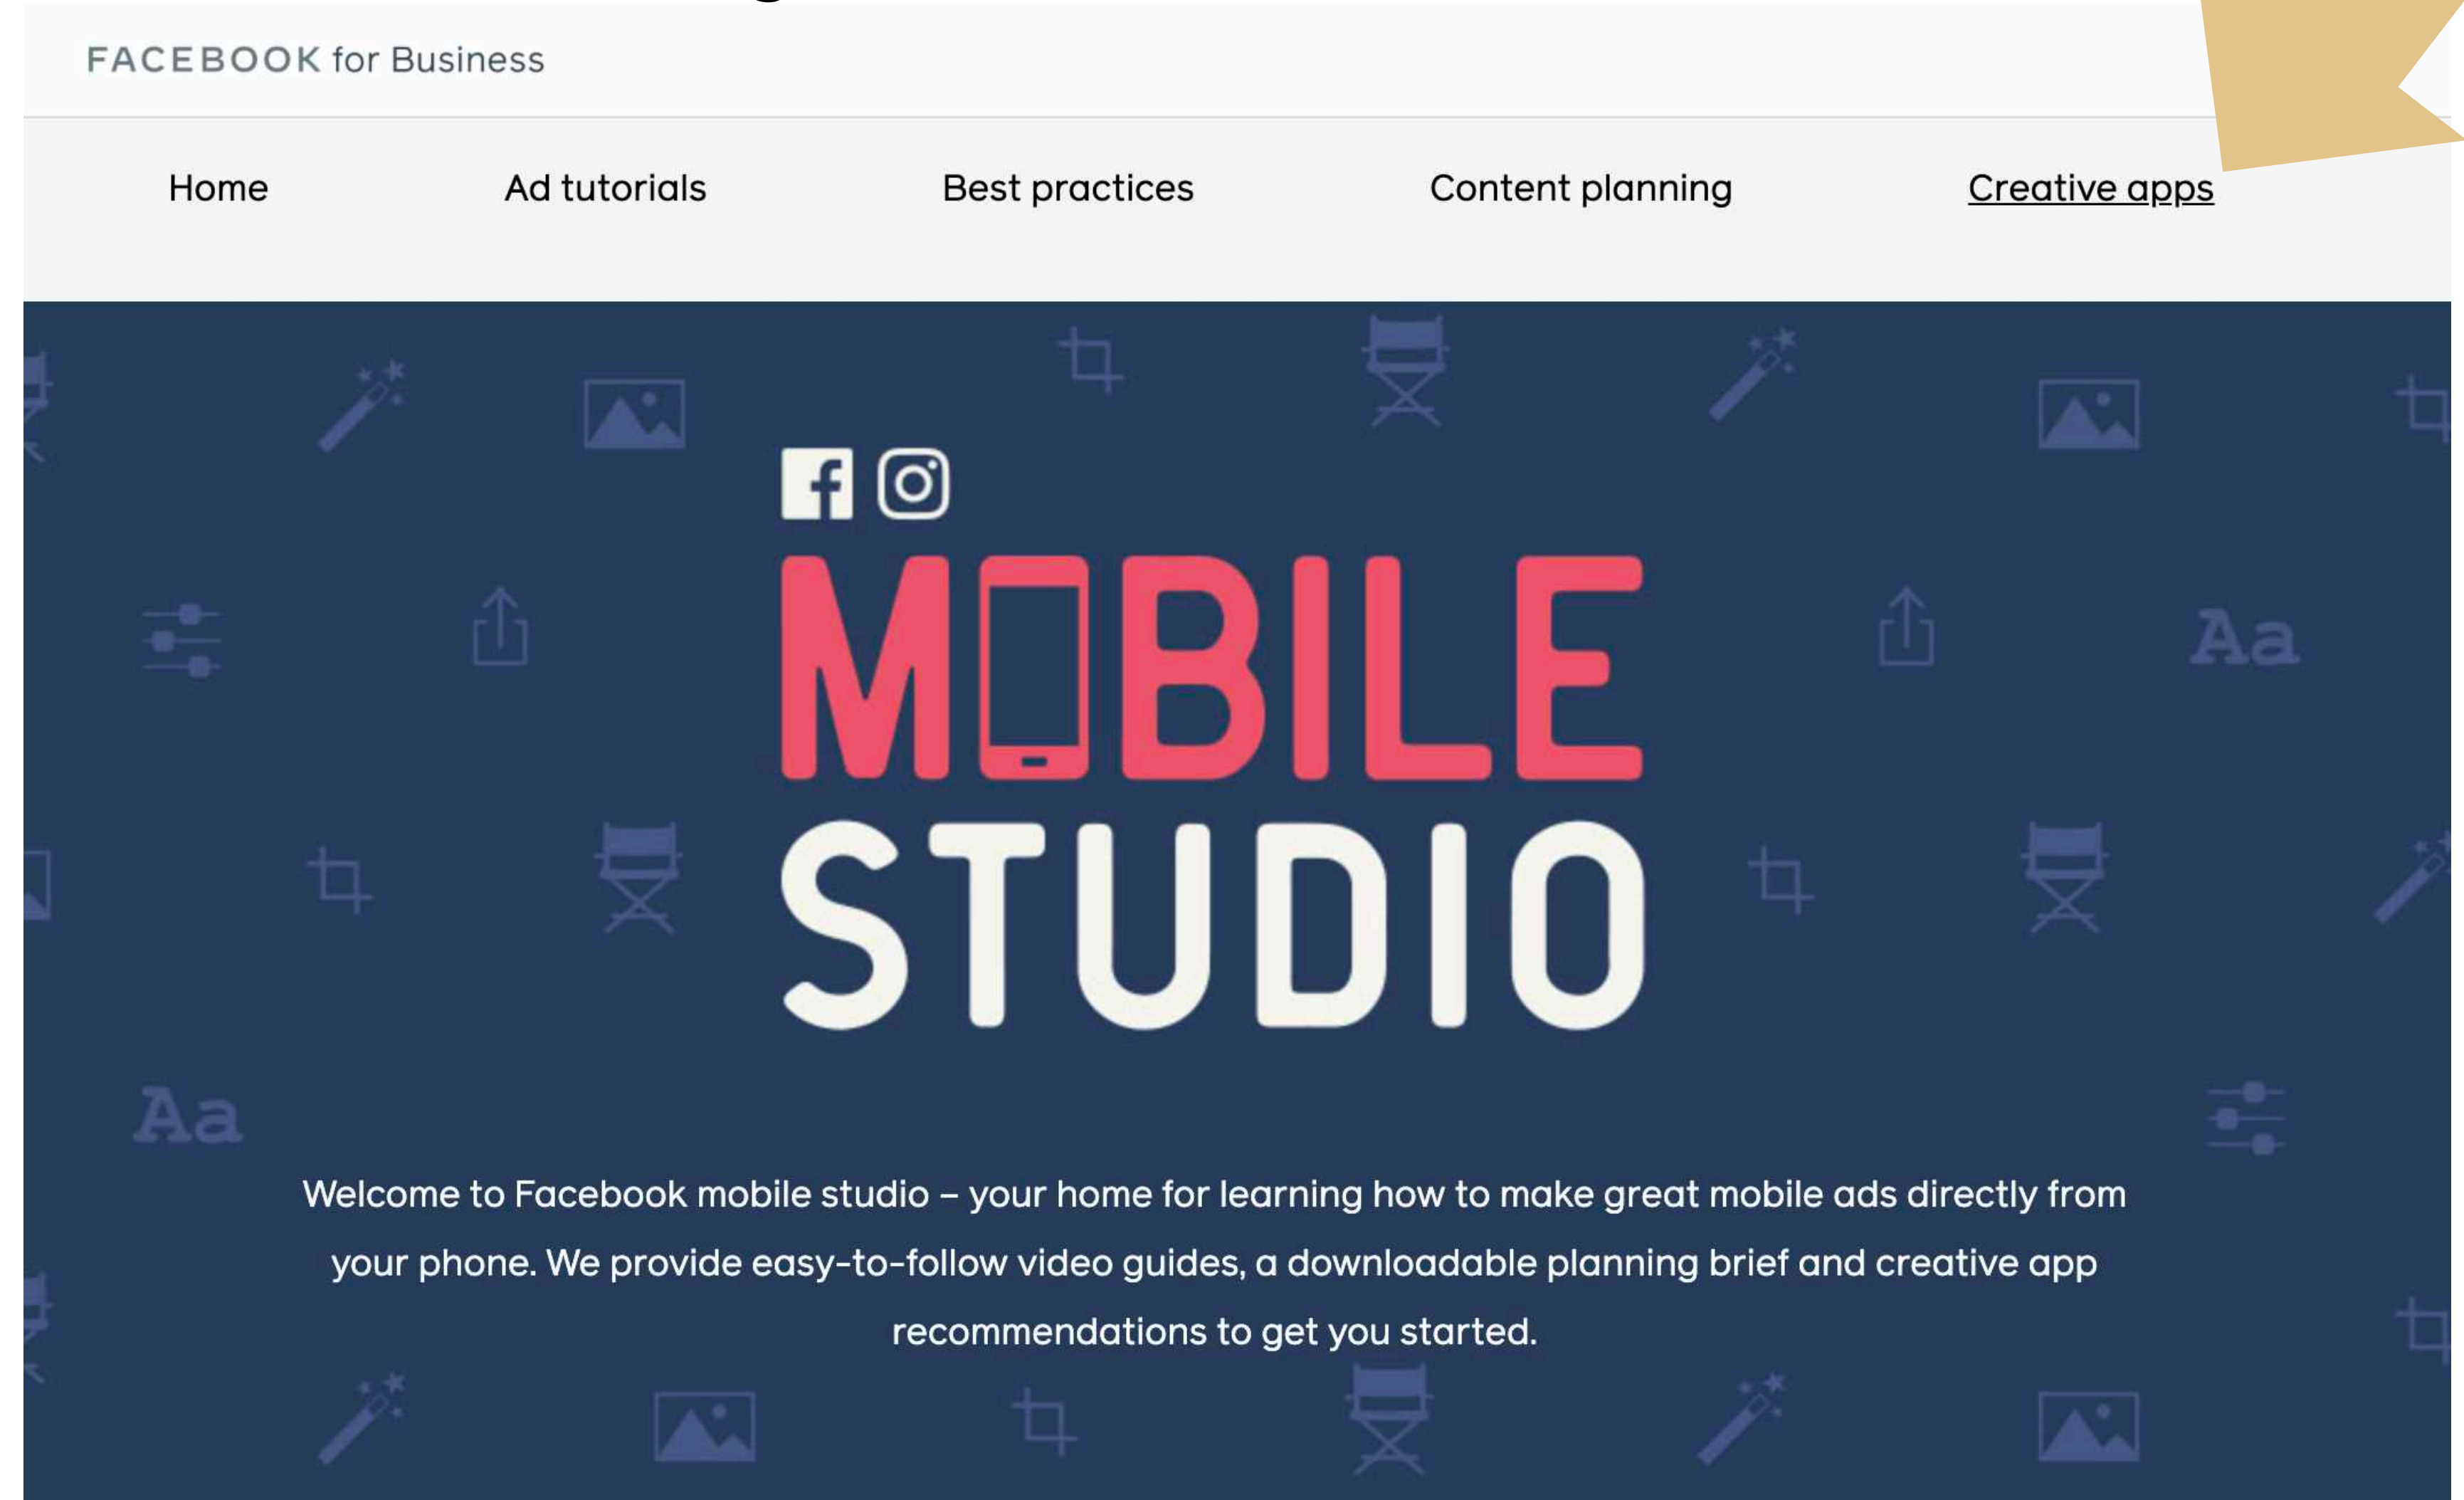 FACEBOOK for Business
Home Ad tutorials Best practices Content planning Creative apps
MOBILE
STUDIO
Aa
Aa
Welcome to Facebook mobile studio – your home for learning how to make great mobile ads directly from
your phone. We provide easy-to-follow video guides, a downloadable planning brief and creative app
recommendations to get you started.